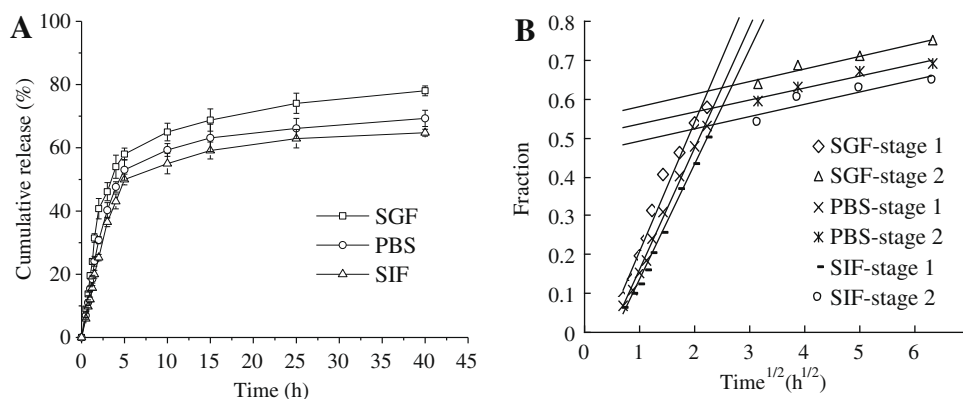 A
Cumulative release (%)
100
80
60
40
20
0
0 5 10 15 20 25 30 35 40 45
Time (h)
SGF
PBS
SIF
B
Fraction
0.8
0.7
0.6
0.5
0.4
0.3
0.2
0.1
0
0 1 2 3 4 5 6
Time1/2(h1/2)
SGF-stage 1
SGF-stage 2
PBS-stage 1
PBS-stage 2
SIF-stage 1
SIF-stage 2